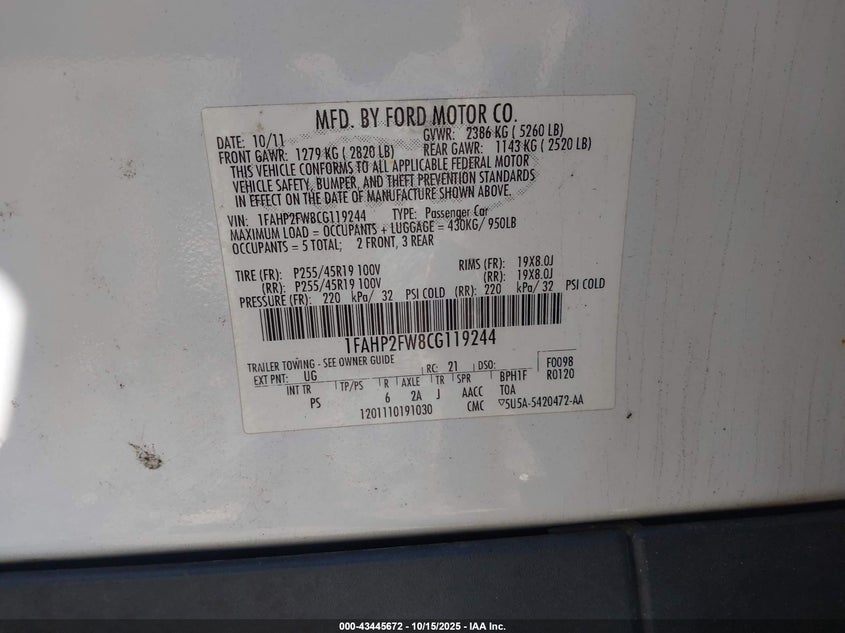 MFD. BY FORD MOTOR CO.
DATE: 10/11 GVWR: 2386 KG ( 5260 LB)
FRONT GAWR: 1279 KG ( 2820 LB) REAR GAWR: 1143 KG ( 2520 LB)
THIS VEHICLE CONFORMS TO ALL APPLICABLE FEDERAL MOTOR
VEHICLE SAFETY, BUMPER, AND THEFT PREVENTION STANDARDS
IN EFFECT ON THE DATE OF MANUFACTURE SHOWN ABOVE.
VIN: 1FAHP2FW8CG119244 TYPE: Passenger Car
MAXIMUM LOAD = OCCUPANTS + LUGGAGE = 430KG/ 950LB
OCCUPANTS = 5 TOTAL; 2 FRONT, 3 REAR
TIRE (FR): P255/45R19 100V RIMS (FR): 19X8.0J
(RR): P255/45R19 100V (RR): 19X8.0J
PRESSURE (FR): 220 kPa/ 32 PSI COLD (RR): 220 kPa/ 32 PSI COLD
1FAHP2FW8CG119244
TRAILER TOWING - SEE OWNER GUIDE
EXT PNT: UG RC: 21 DSO: F0098
INT TR TP/PS R AXLE TR SPR BPH1F R0120
PS 6 2A J AACC TOA
1201110191030 CMC ▽5U5A-5420472-AA
000-43445672 - 10/15/2025 - IAA Inc.